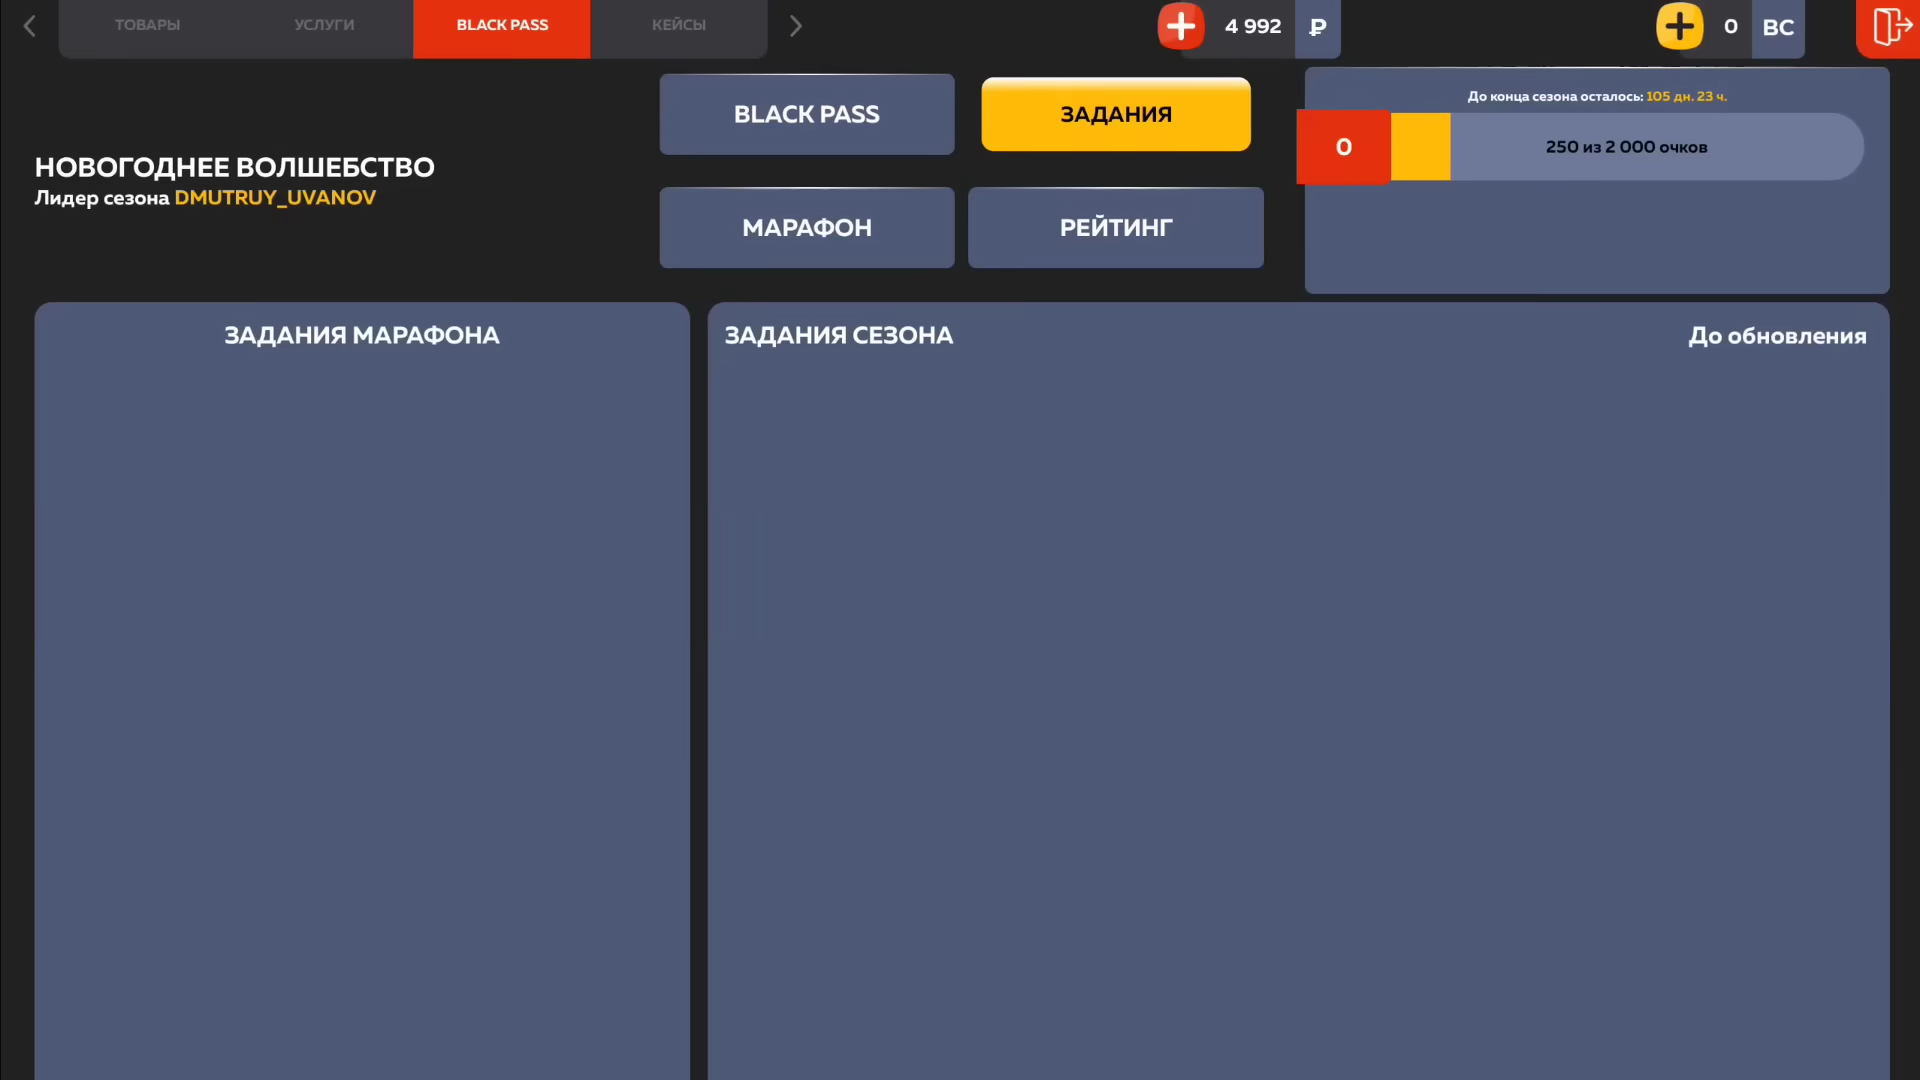 ТОВАРЫ
УСЛУГИ
BLACK PASS
КЕЙСЫ
4 992 ₽
0 BC
BLACK PASS
ЗАДАНИЯ
До конца сезона осталось: 105 дн. 23 ч.
0
250 из 2 000 очков
НОВОГОДНЕЕ ВОЛШЕБСТВО
Лидер сезона DMUTRUY_UVANOV
МАРАФОН
РЕЙТИНГ
ЗАДАНИЯ МАРАФОНА
ЗАДАНИЯ СЕЗОНА
До обновления